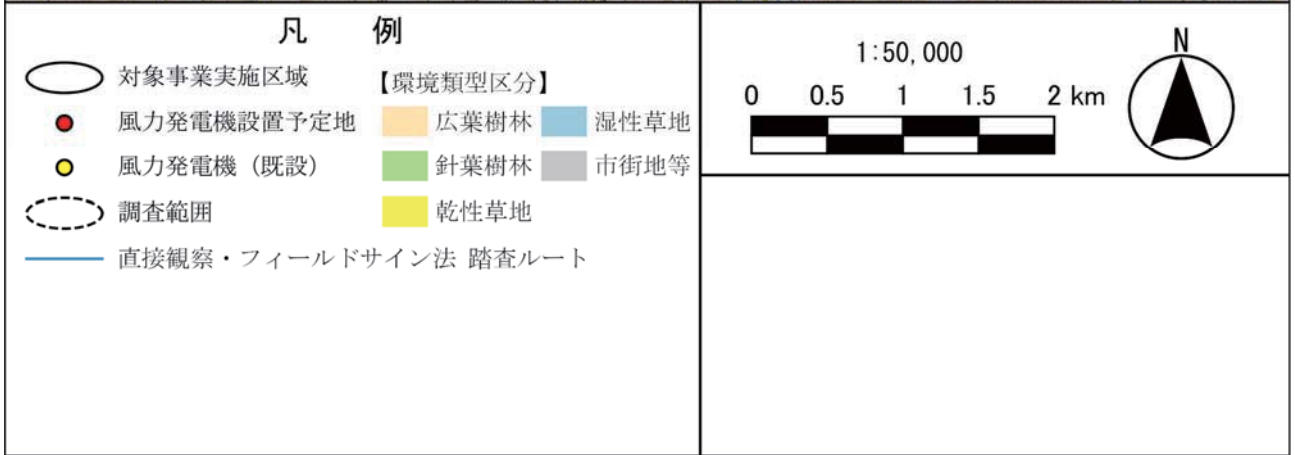 凡 例
対象事業実施区域
風力発電機設置予定地
風力発電機（既設）
調査範囲
直接観察・フィールドサイン法 踏査ルート
【環境類型区分】
広葉樹林 湿性草地
針葉樹林 市街地等
乾性草地
1:50,000
0 0.5 1 1.5 2 km
N